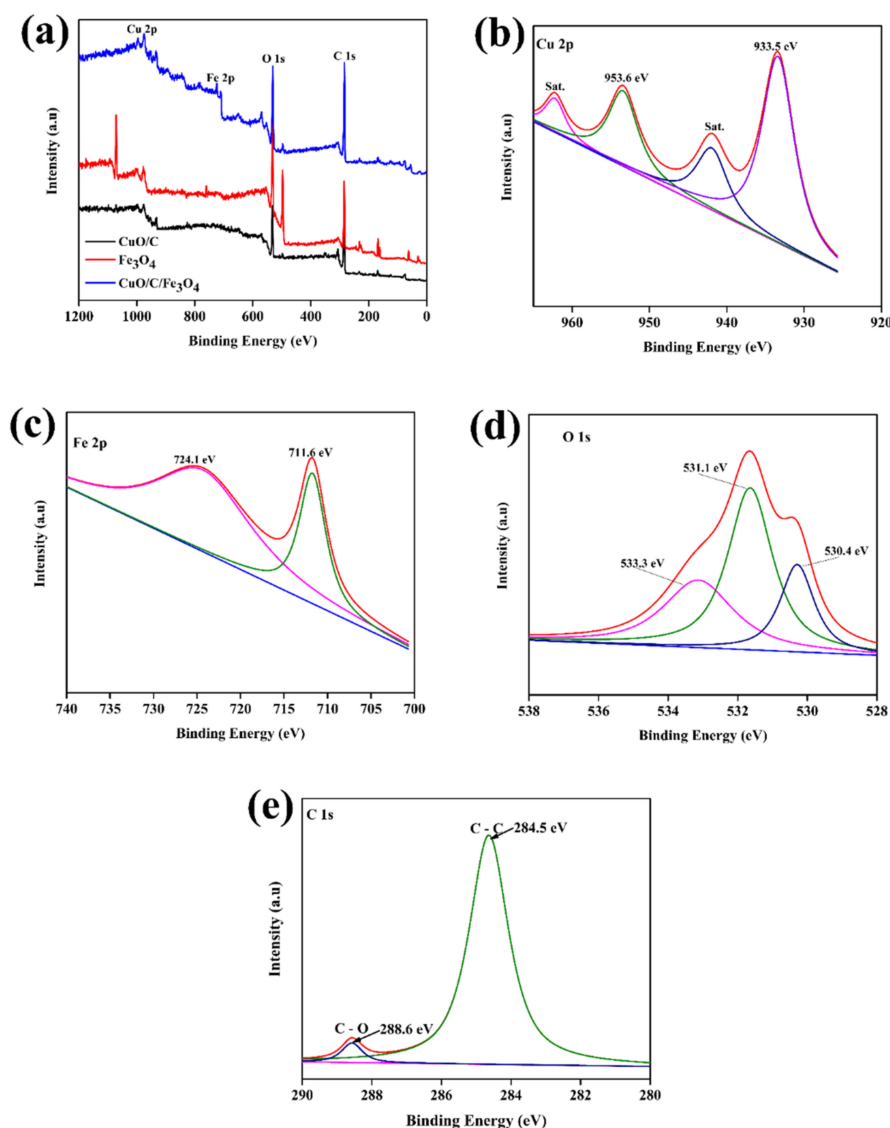 (a)
Cu 2p
Fe 2p
O 1s
C 1s
Intensity (a.u)
CuO/C
Fe₃O₄
CuO/C/Fe₃O₄
1200 1000 800 600 400 200 0
Binding Energy (eV)
(b)
Cu 2p
933.5 eV
953.6 eV
Sat.
Sat.
Intensity (a.u)
960 950 940 930 920
Binding Energy (eV)
(c)
Fe 2p
724.1 eV
711.6 eV
Intensity (a.u)
740 730 725 720 715 710 705 700
Binding Energy (eV)
(d)
O 1s
531.1 eV
533.3 eV
530.4 eV
Intensity (a.u)
538 536 534 532 530 528
Binding Energy (eV)
(e)
C 1s
C - C
284.5 eV
C - O
288.6 eV
Intensity (a.u)
290 288 286 284 282 280
Binding Energy (eV)